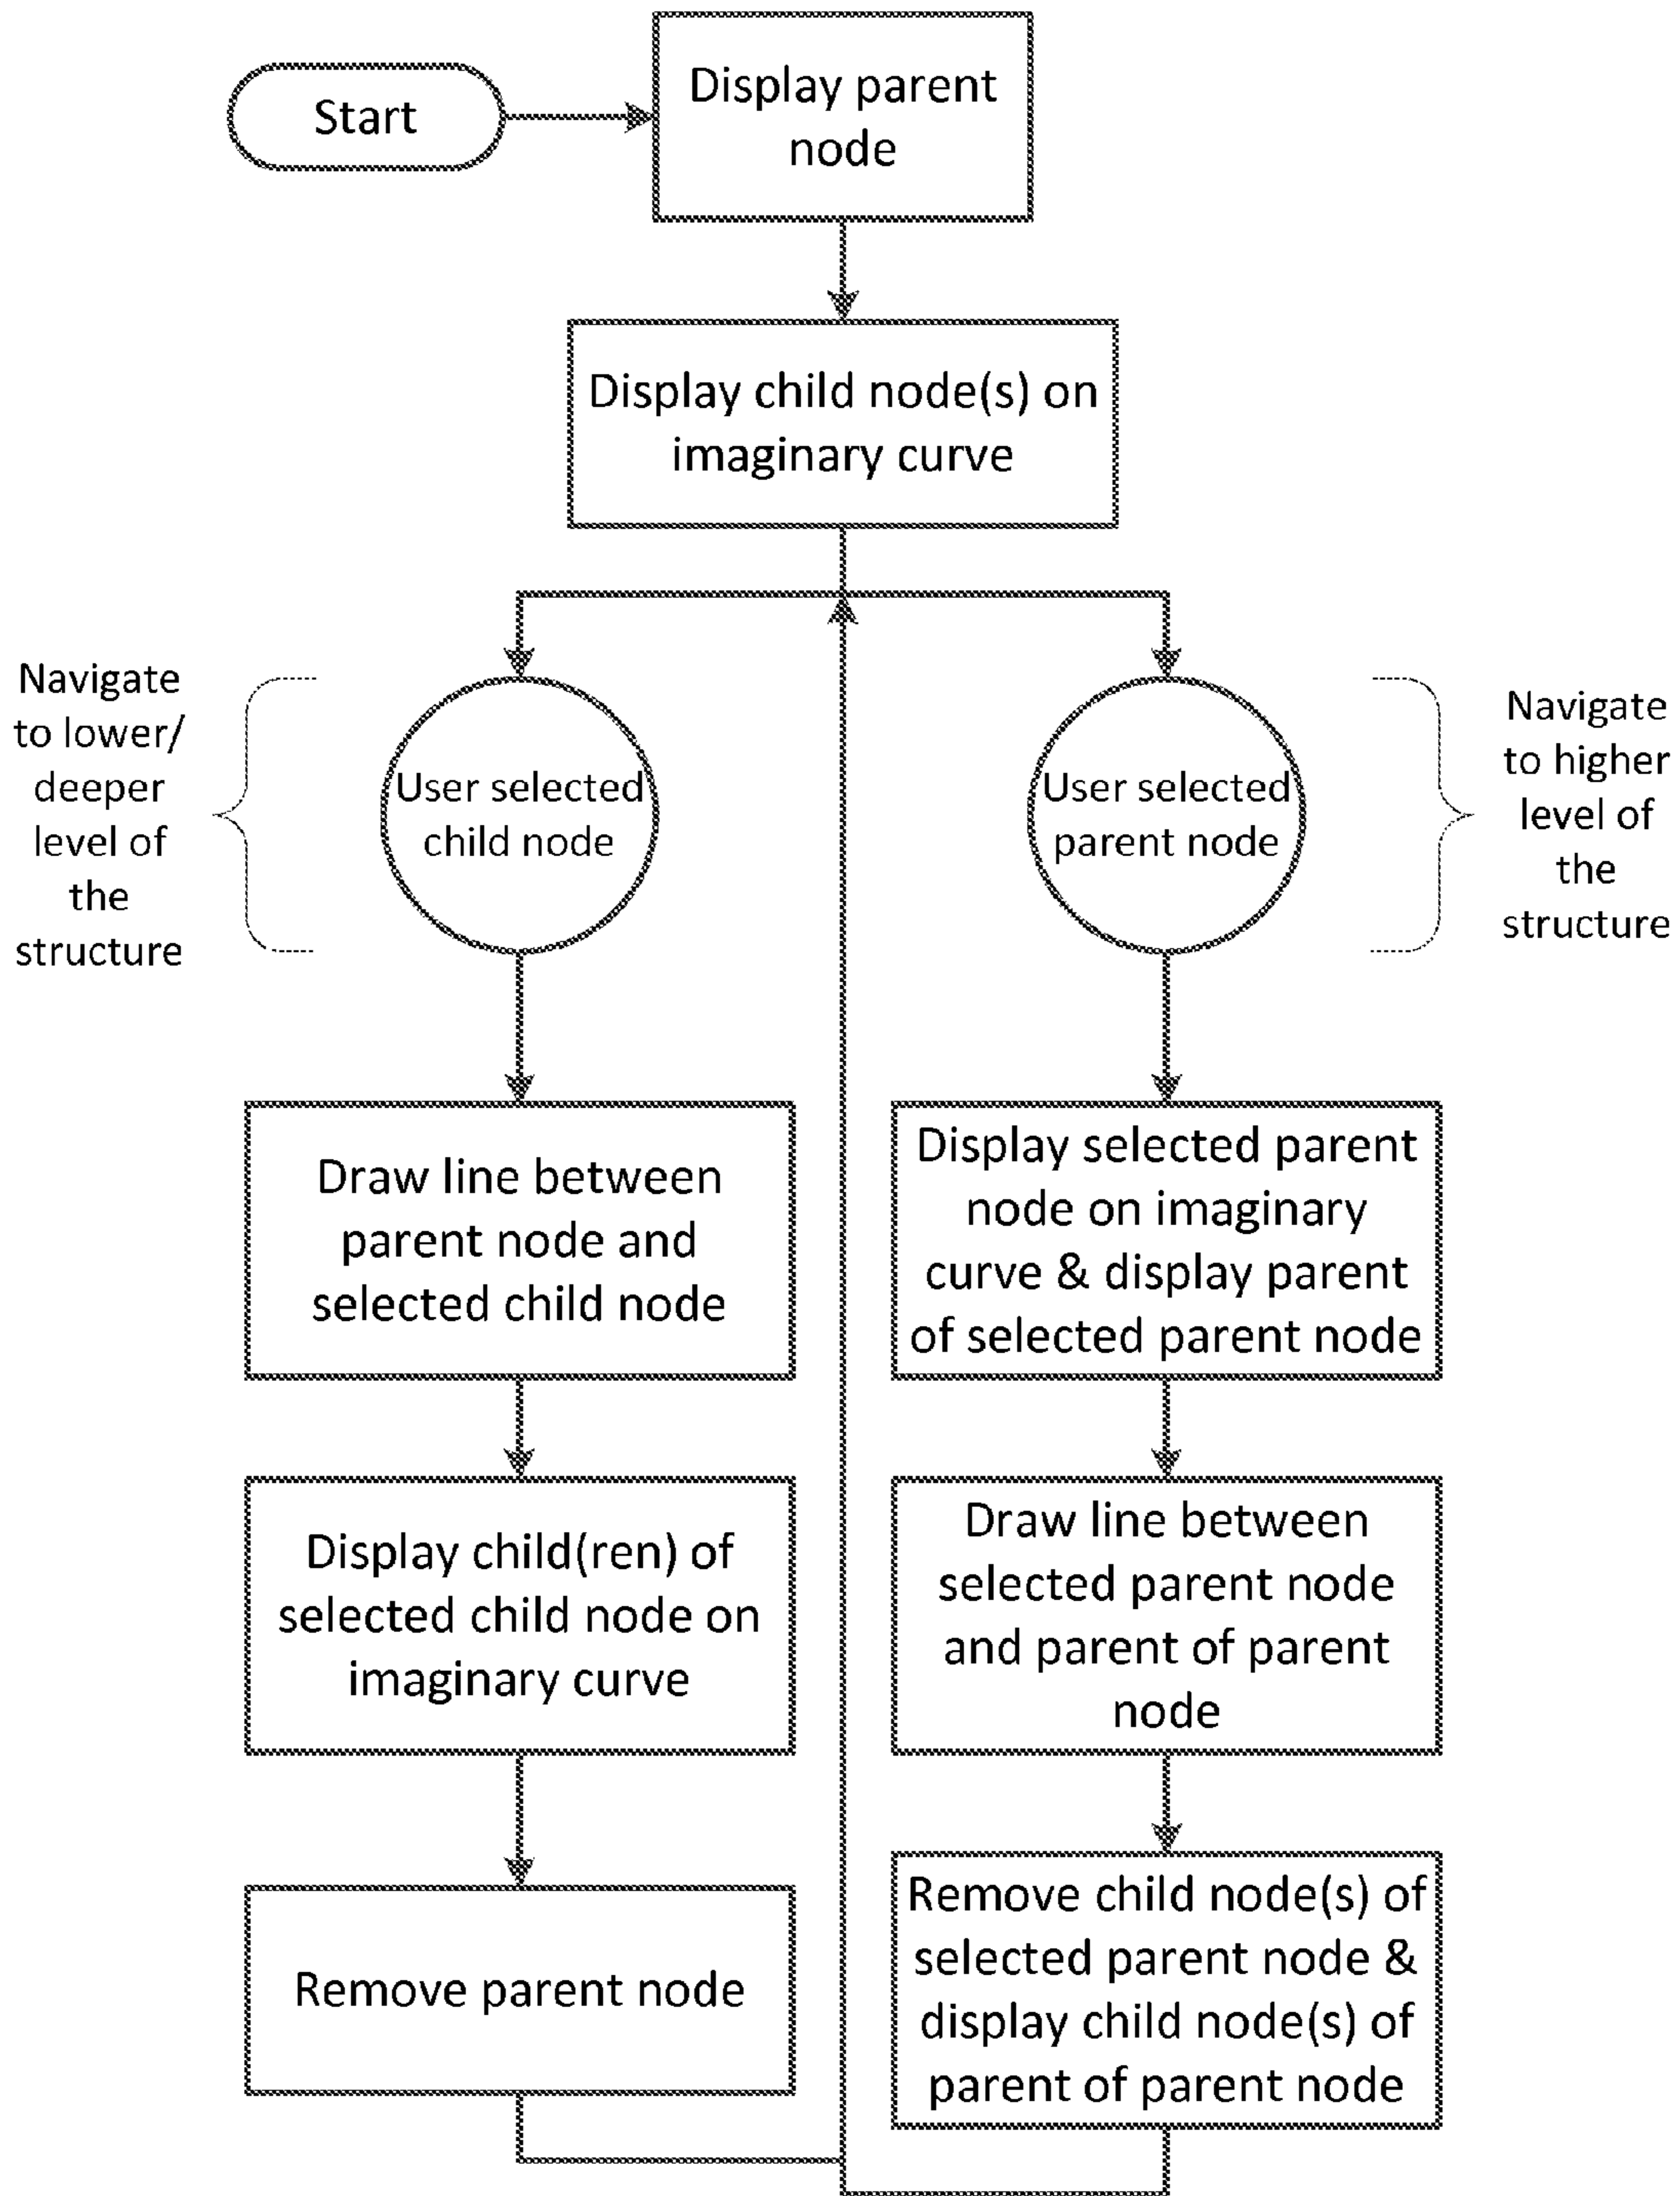 Start
Display parent
node
Display child node(s) on
imaginary curve
Navigate
to lower/
deeper
level of
the
structure
User selected
child node
User selected
parent node
Navigate
to higher
level of
the
structure
Draw line between
parent node and
selected child node
Display child(ren) of
selected child node on
imaginary curve
Remove parent node
Display selected parent
node on imaginary
curve & display parent
of selected parent node
Draw line between
selected parent node
and parent of parent
node
Remove child node(s) of
selected parent node &
display child node(s) of
parent of parent node